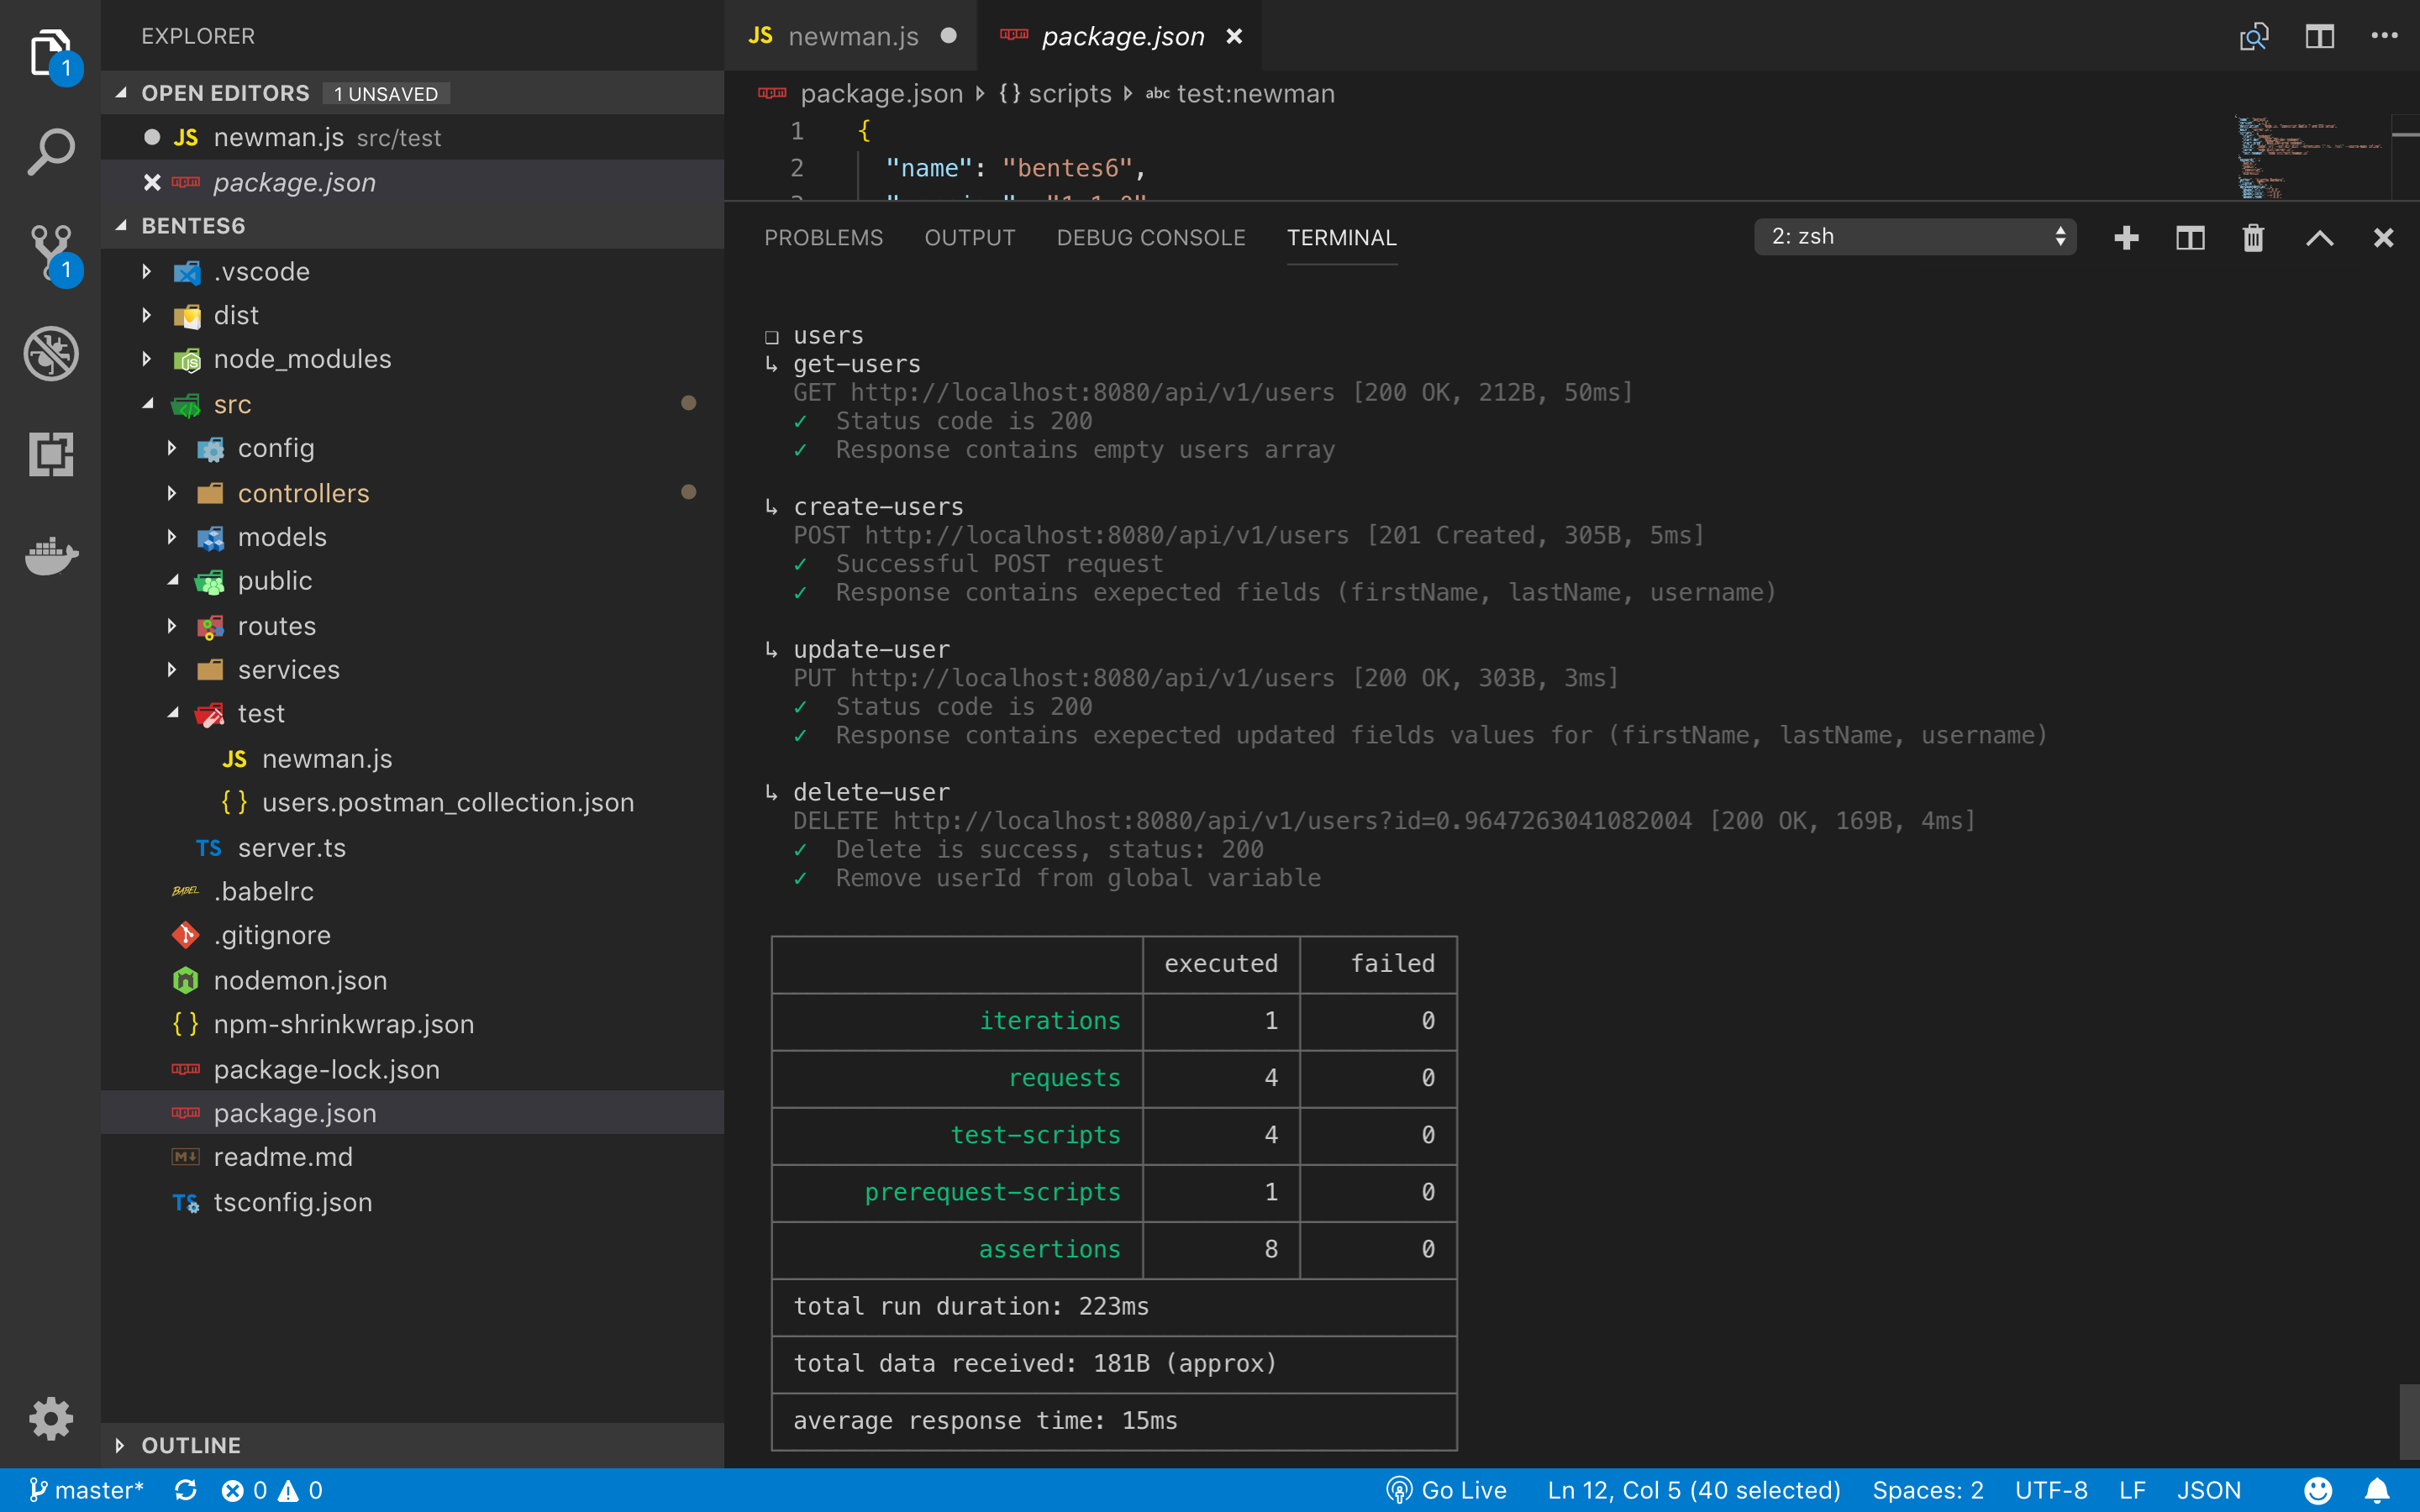 EXPLORER
OPEN EDITORS 1 UNSAVED
JS newman.js src/test
package.json
BENTES6
.vscode
dist
node_modules
src
config
controllers
models
public
routes
services
test
JS newman.js
{ } users.postman_collection.json
TS server.ts
BABEL .babelrc
.gitignore
nodemon.json
{ } npm-shrinkwrap.json
package-lock.json
package.json
M↓ readme.md
TS tsconfig.json
OUTLINE
1
1
JS newman.js
package.json
package.json { } scripts abc test:newman
1 {
2 "name": "bentes6",
PROBLEMS OUTPUT DEBUG CONSOLE TERMINAL 2: zsh
❏ users
↳ get-users
GET http://localhost:8080/api/v1/users [200 OK, 212B, 50ms]
✓ Status code is 200
✓ Response contains empty users array
↳ create-users
POST http://localhost:8080/api/v1/users [201 Created, 305B, 5ms]
✓ Successful POST request
✓ Response contains exepected fields (firstName, lastName, username)
↳ update-user
PUT http://localhost:8080/api/v1/users [200 OK, 303B, 3ms]
✓ Status code is 200
✓ Response contains exepected updated fields values for (firstName, lastName, username)
↳ delete-user
DELETE http://localhost:8080/api/v1/users?id=0.9647263041082004 [200 OK, 169B, 4ms]
✓ Delete is success, status: 200
✓ Remove userId from global variable
executed failed
iterations 1 0
requests 4 0
test-scripts 4 0
prerequest-scripts 1 0
assertions 8 0
total run duration: 223ms
total data received: 181B (approx)
average response time: 15ms
master* 0 0 Go Live Ln 12, Col 5 (40 selected) Spaces: 2 UTF-8 LF JSON